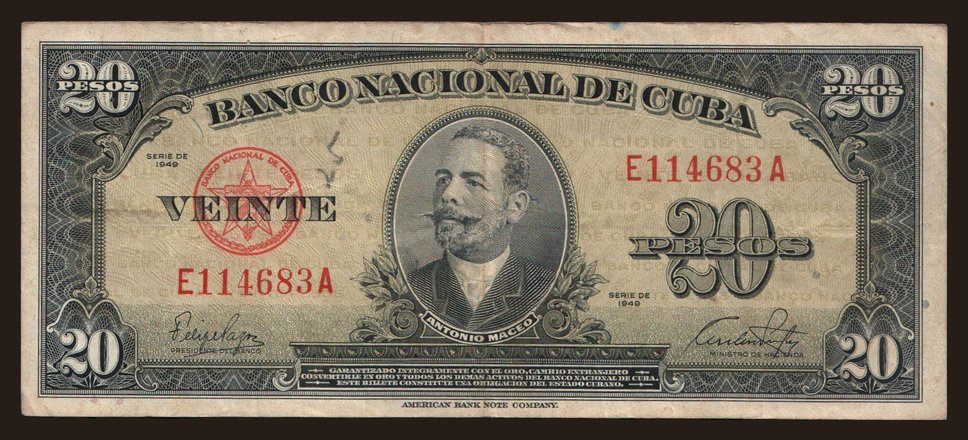 20 PESOS
20 PESOS
BANCO NACIONAL DE CUBA
SERIE DE
1949
BANCO NACIONAL DE CUBA
VEINTE
E114683A
E114683A
20
PESOS
SERIE DE
1949
ANTONIO MACEO
PRESIDENTE DEL BANCO
MINISTRO DE HACIENDA
20
20
GARANTIZADO INTEGRAMENTE CON EL ORO, CAMBIO EXTRANJERO
CONVERTIBLE EN ORO Y TODOS LOS DEMAS ACTIVOS DEL BANCO NACIONAL DE CUBA.
ESTE BILLETE CONSTITUYE UNA OBLIGACION DEL ESTADO CUBANO.
AMERICAN BANK NOTE COMPANY.